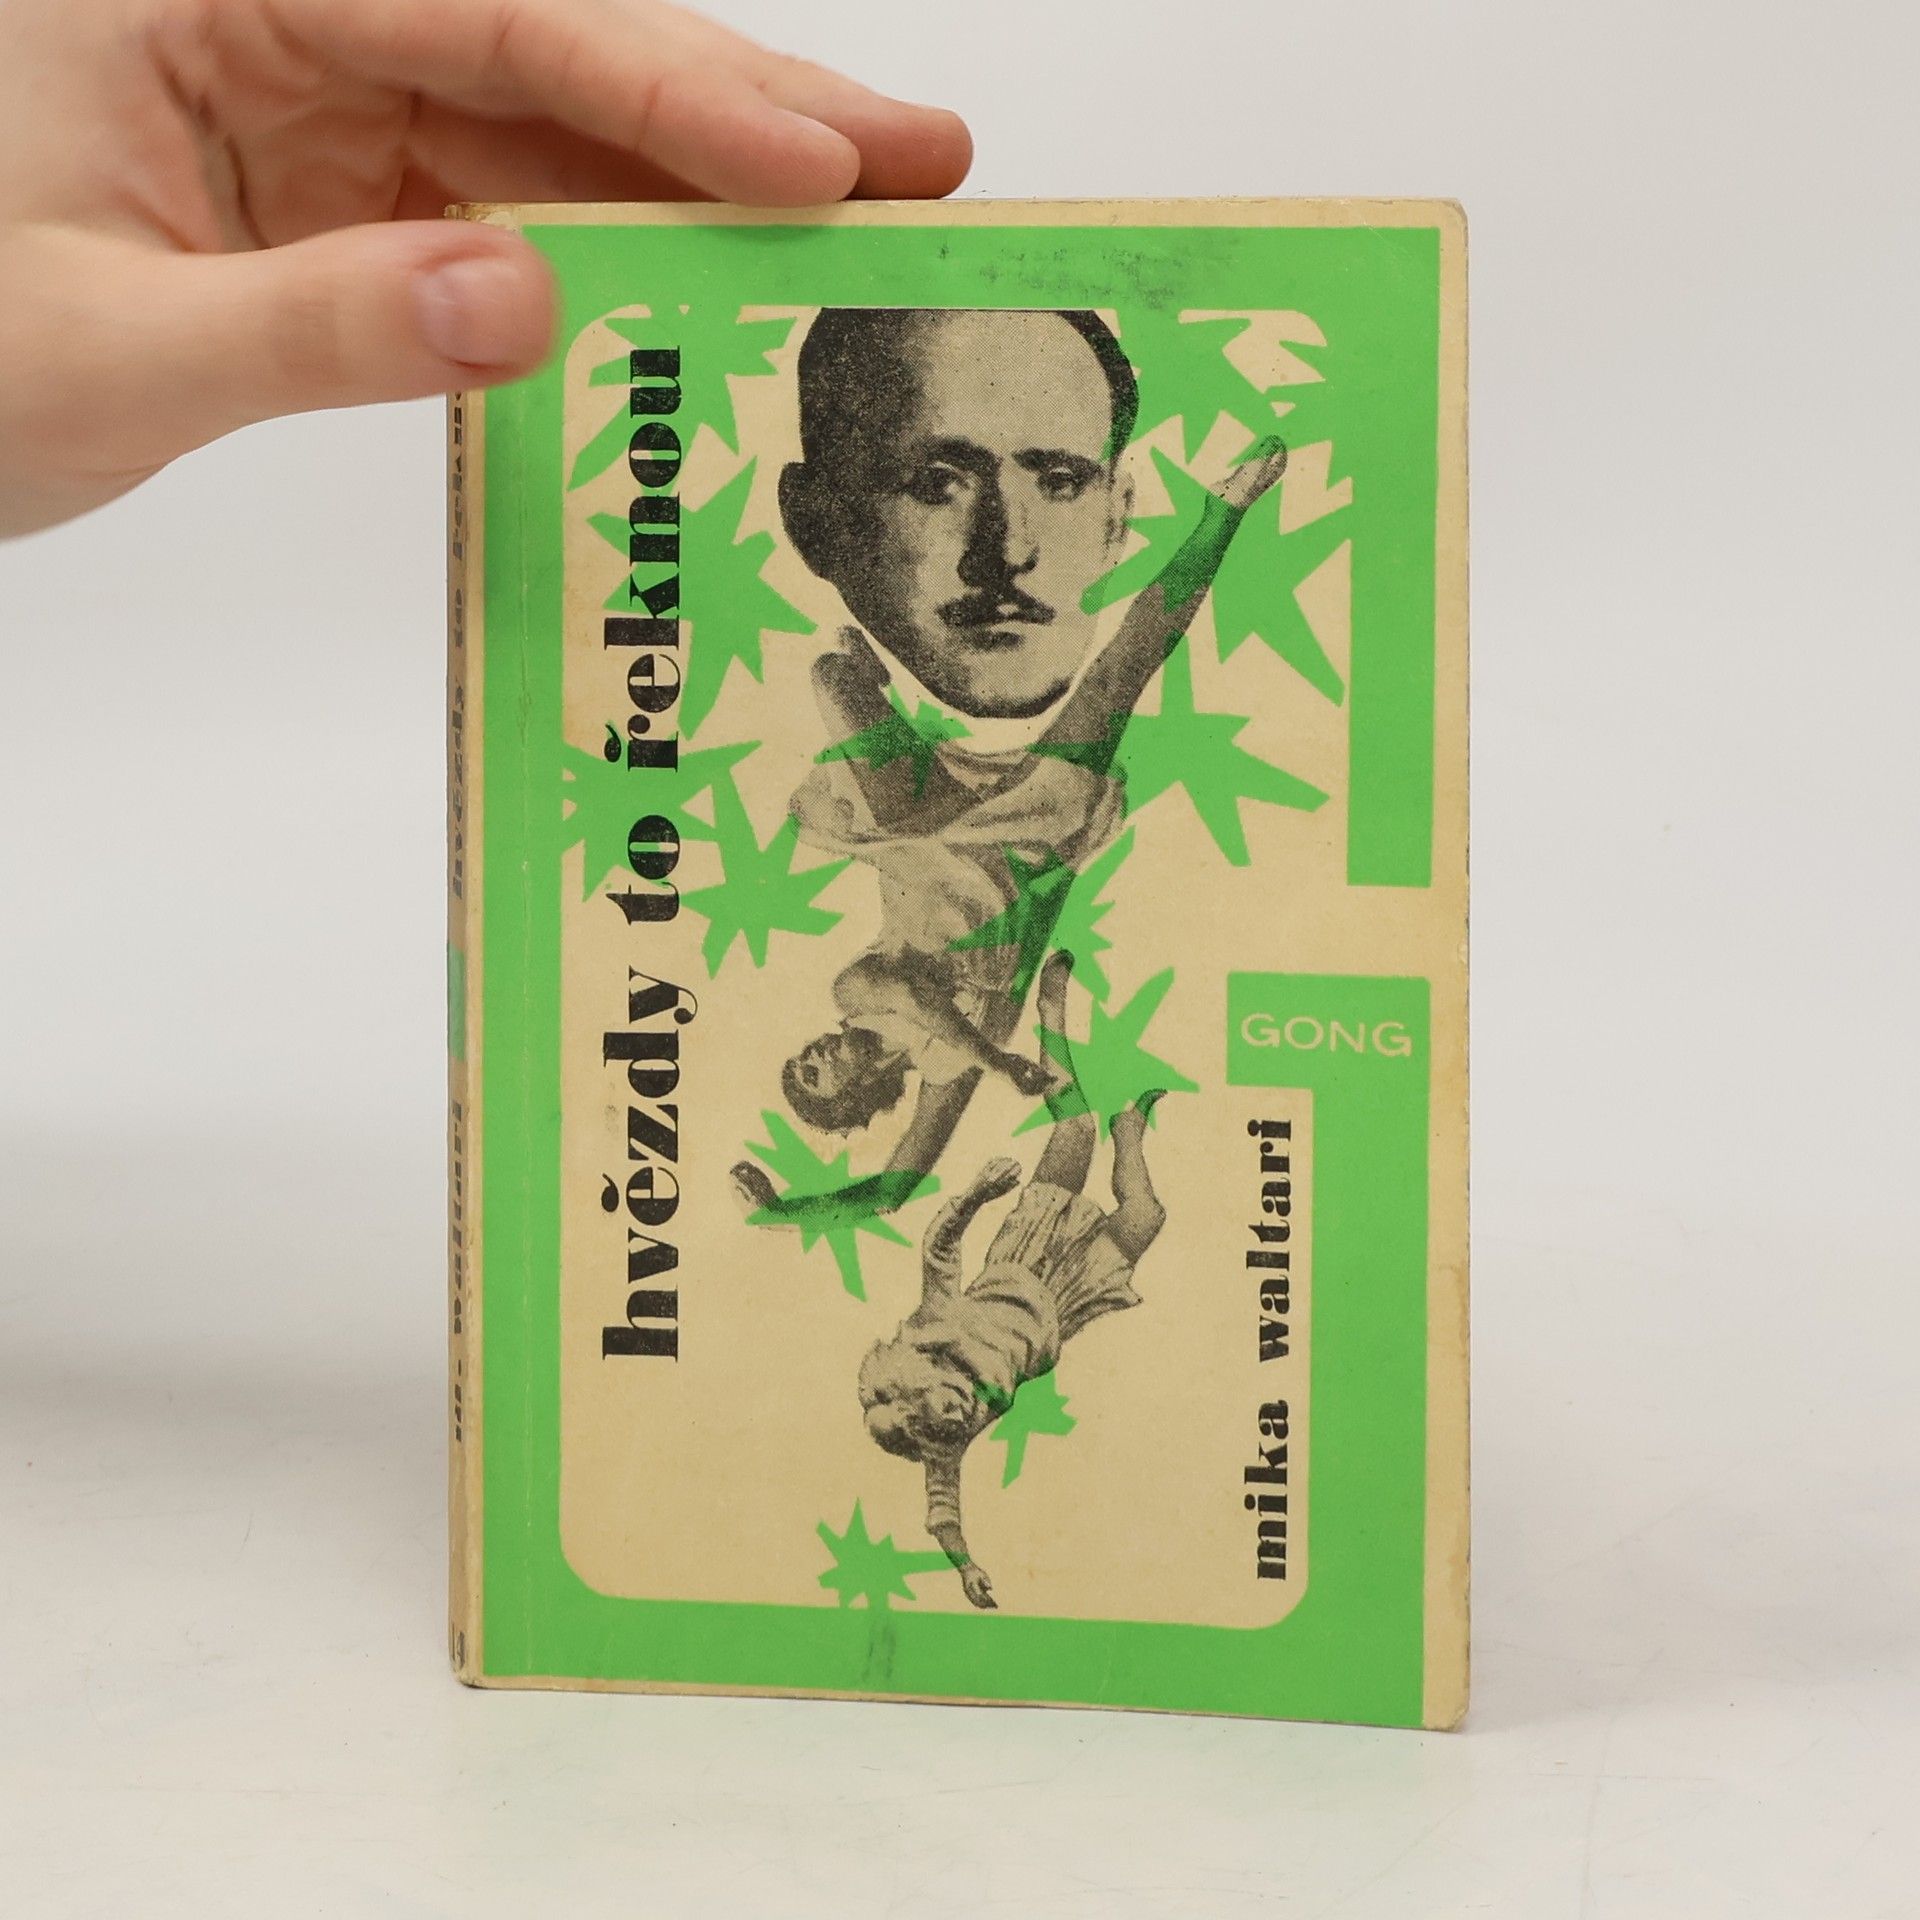 hvězdy to řeknou
GONG
mika waltari